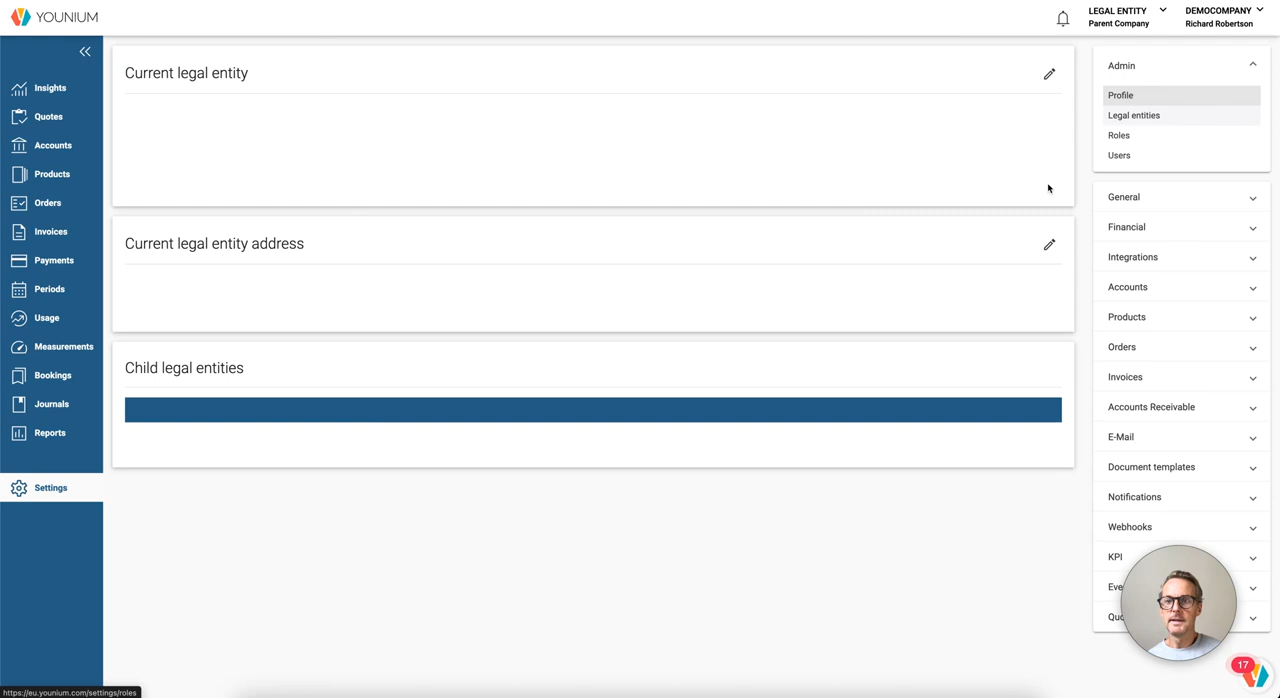 YOUNIUM
LEGAL ENTITY
Parent Company
DEMOCOMPANY
Richard Robertson
Insights
Quotes
Accounts
Products
Orders
Invoices
Payments
Periods
Usage
Measurements
Bookings
Journals
Reports
Settings
Current legal entity
Current legal entity address
Child legal entities
Admin
Profile
Legal entities
Roles
Users
General
Financial
Integrations
Accounts
Products
Orders
Invoices
Accounts Receivable
E-Mail
Document templates
Notifications
Webhooks
KPI
Eve
Quo
17
https://eu.younium.com/settings/roles